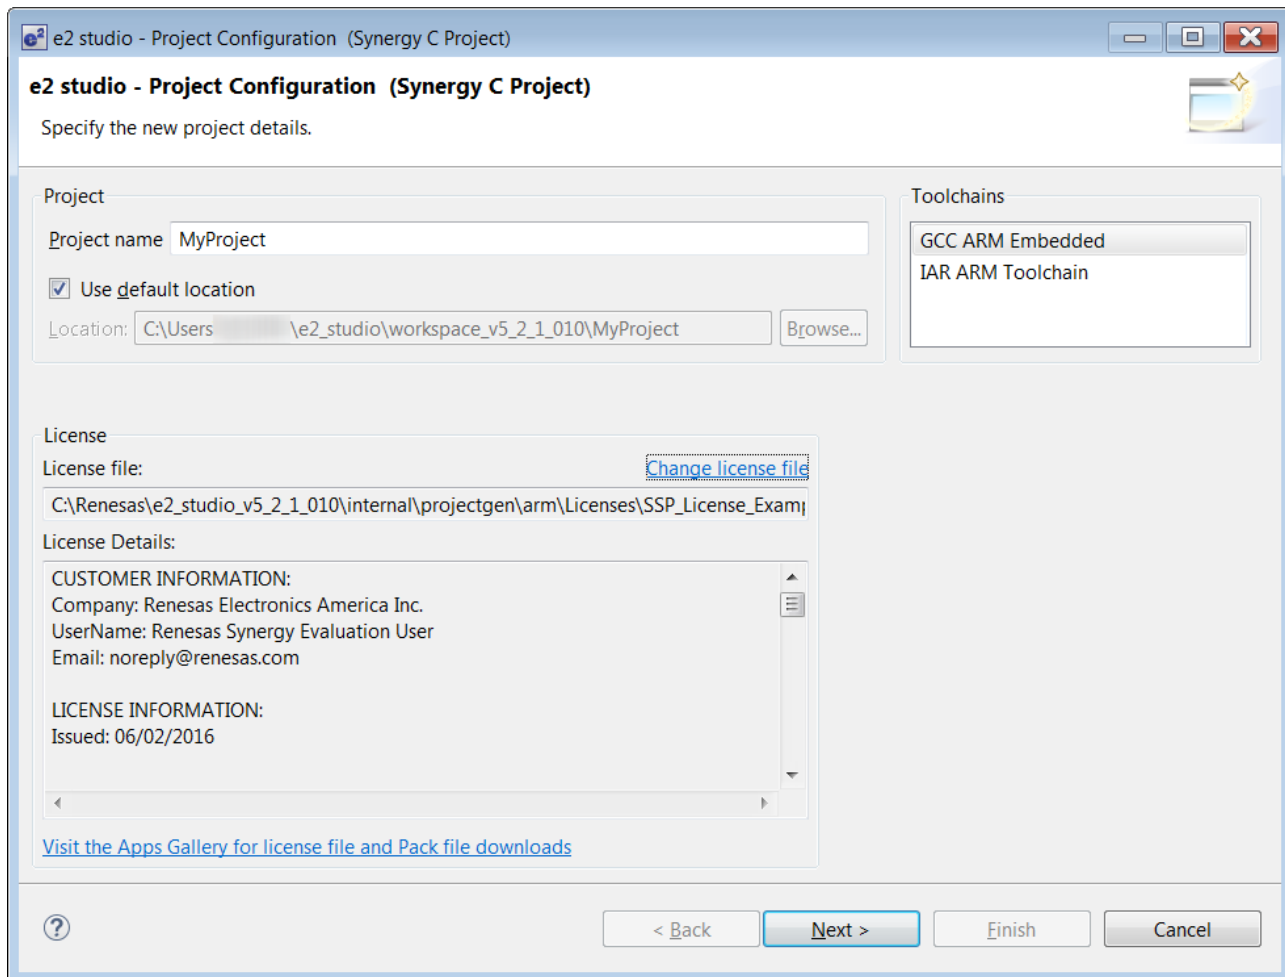 e2 studio - Project Configuration (Synergy C Project)
e2 studio - Project Configuration (Synergy C Project)
Specify the new project details.
Project
Project name MyProject
Use default location
Location: C:\Users \e2_studio\workspace_v5_2_1_010\MyProject Browse...
Toolchains
GCC ARM Embedded
IAR ARM Toolchain
License
License file: Change license file
C:\Renesas\e2_studio_v5_2_1_010\internal\projectgen\arm\Licenses\SSP_License_Examp
License Details:
CUSTOMER INFORMATION:
Company: Renesas Electronics America Inc.
UserName: Renesas Synergy Evaluation User
Email: noreply@renesas.com
LICENSE INFORMATION:
Issued: 06/02/2016
Visit the Apps Gallery for license file and Pack file downloads
< Back Next > Finish Cancel